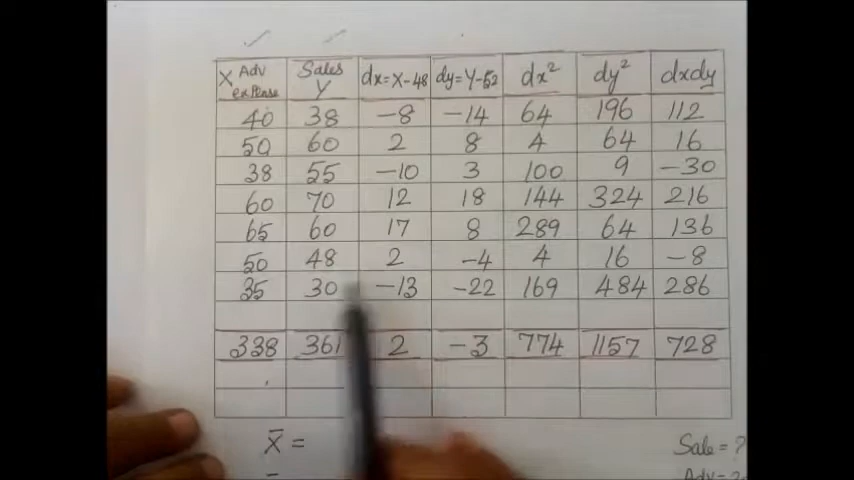 X Adv expense Sales Y dx=X-48 dy=Y-52 dx² dy² dxdy
40 38 -8 -14 64 196 112
50 60 2 8 4 64 16
38 55 -10 3 100 9 -30
60 70 12 18 144 324 216
65 60 17 8 289 64 136
50 48 2 -4 4 16 -8
35 30 -13 -22 169 484 286
338 361 2 -3 774 1157 728
X̄ =
Sale = ?
Adv =